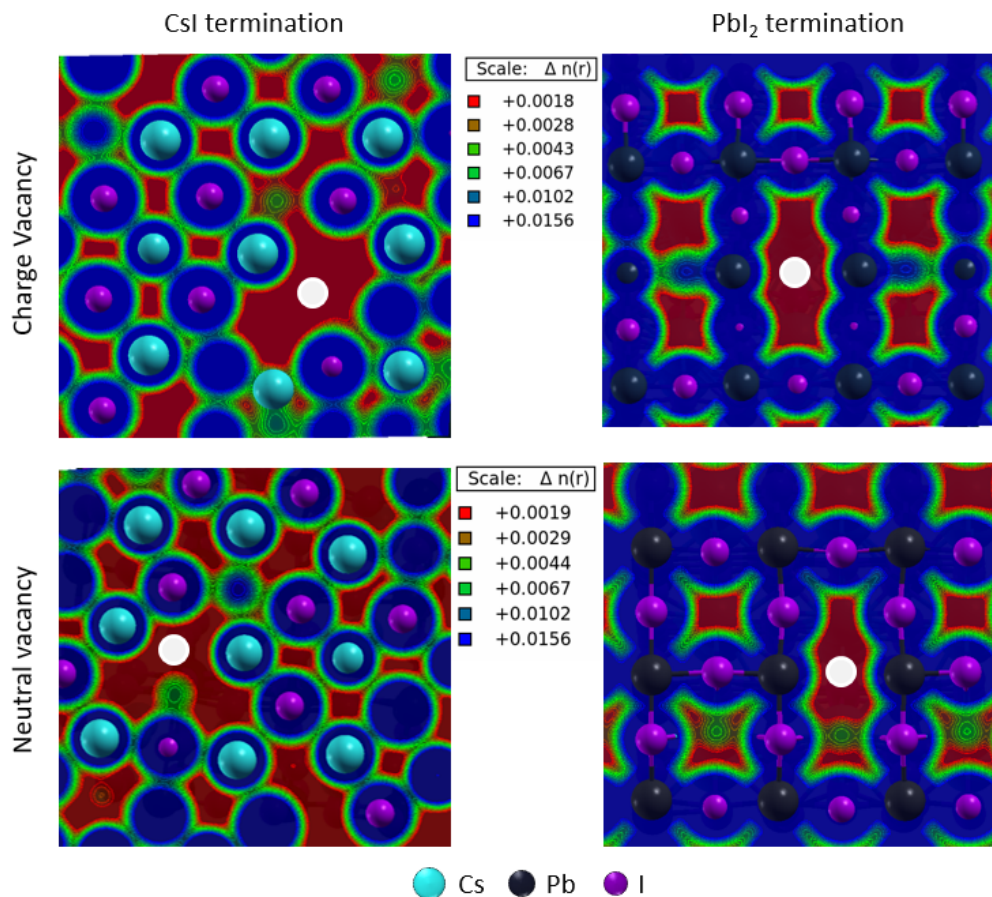 CsI termination
PbI₂ termination
Charge Vacancy
Scale: Δ n(r)
+0.0018
+0.0028
+0.0043
+0.0067
+0.0102
+0.0156
Neutral vacancy
Scale: Δ n(r)
+0.0019
+0.0029
+0.0044
+0.0067
+0.0102
+0.0156
Cs Pb I